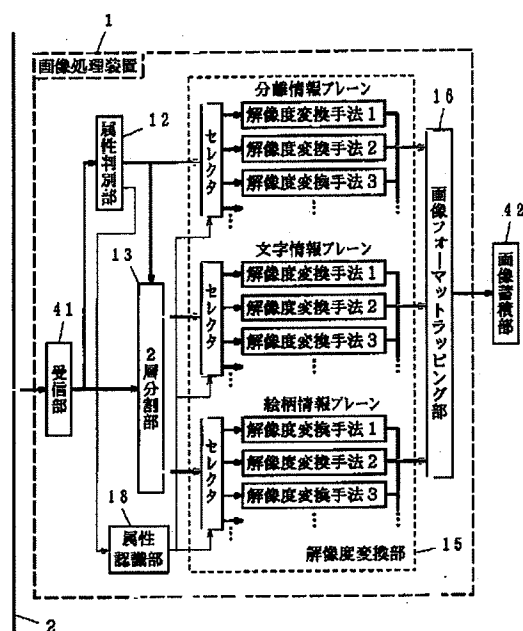 1
画像処理装置
12
属性判別部
13
2層分割部
41
受信部
18
属性認識部
分離情報プレーン
セレクタ
解像度変換手法1
解像度変換手法2
解像度変換手法3
文字情報プレーン
セレクタ
解像度変換手法1
解像度変換手法2
解像度変換手法3
絵柄情報プレーン
セレクタ
解像度変換手法1
解像度変換手法2
解像度変換手法3
解像度変換部
15
16
画像フォーマットラッピング部
42
画像蓄積部
2